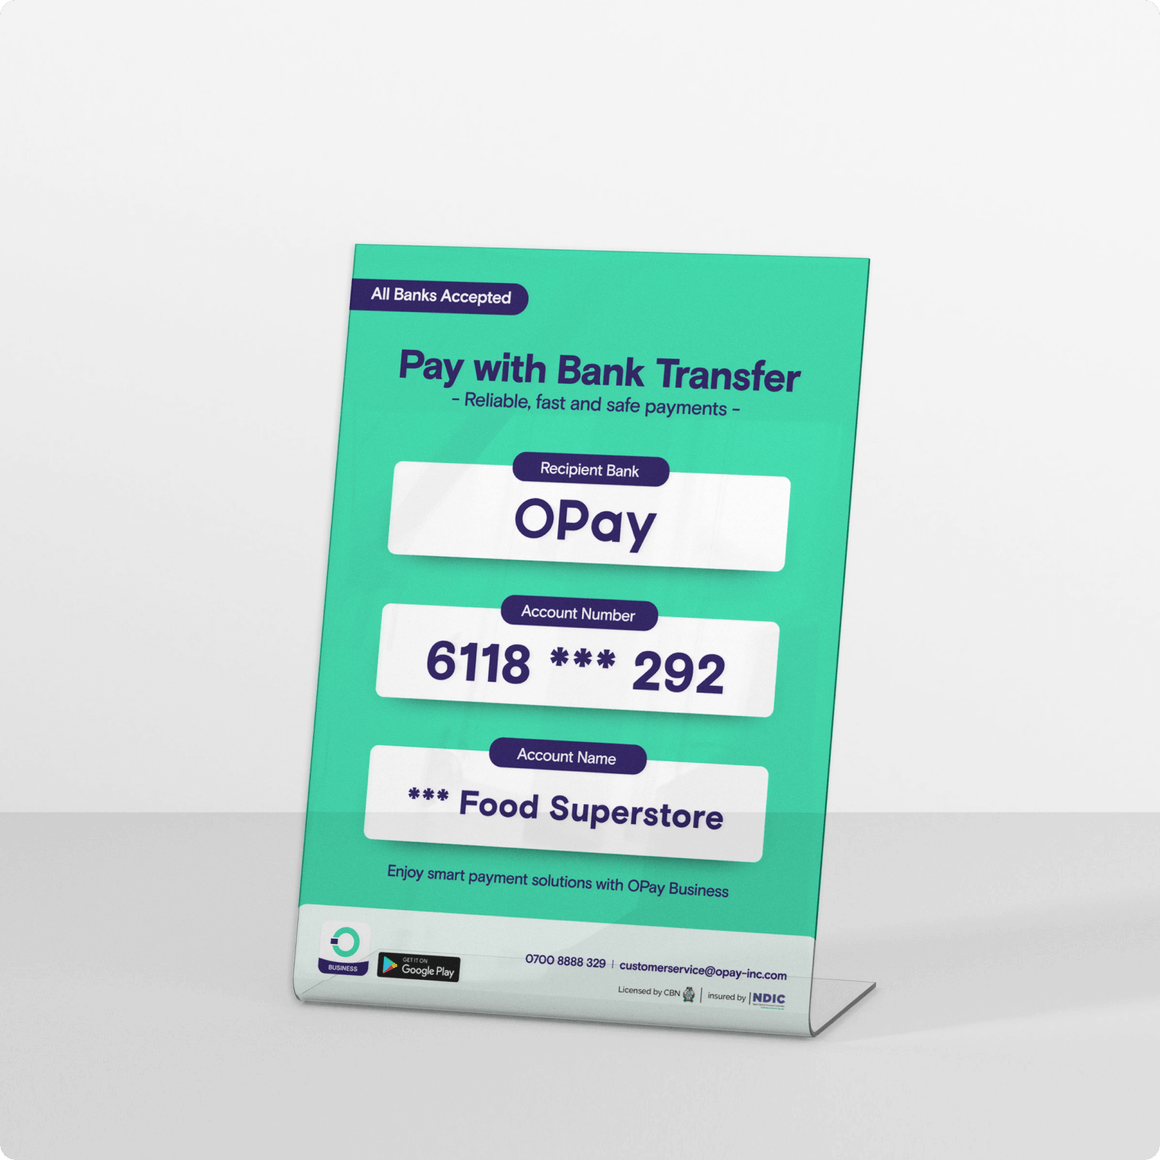 All Banks Accepted
Pay with Bank Transfer
- Reliable, fast and safe payments -
Recipient Bank
OPay
Account Number
6118 *** 292
Account Name
*** Food Superstore
Enjoy smart payment solutions with OPay Business
BUSINESS
GET IT ON
Google Play
0700 8888 329 | customerservice@opay-inc.com
Licensed by CBN | insured by | NDIC